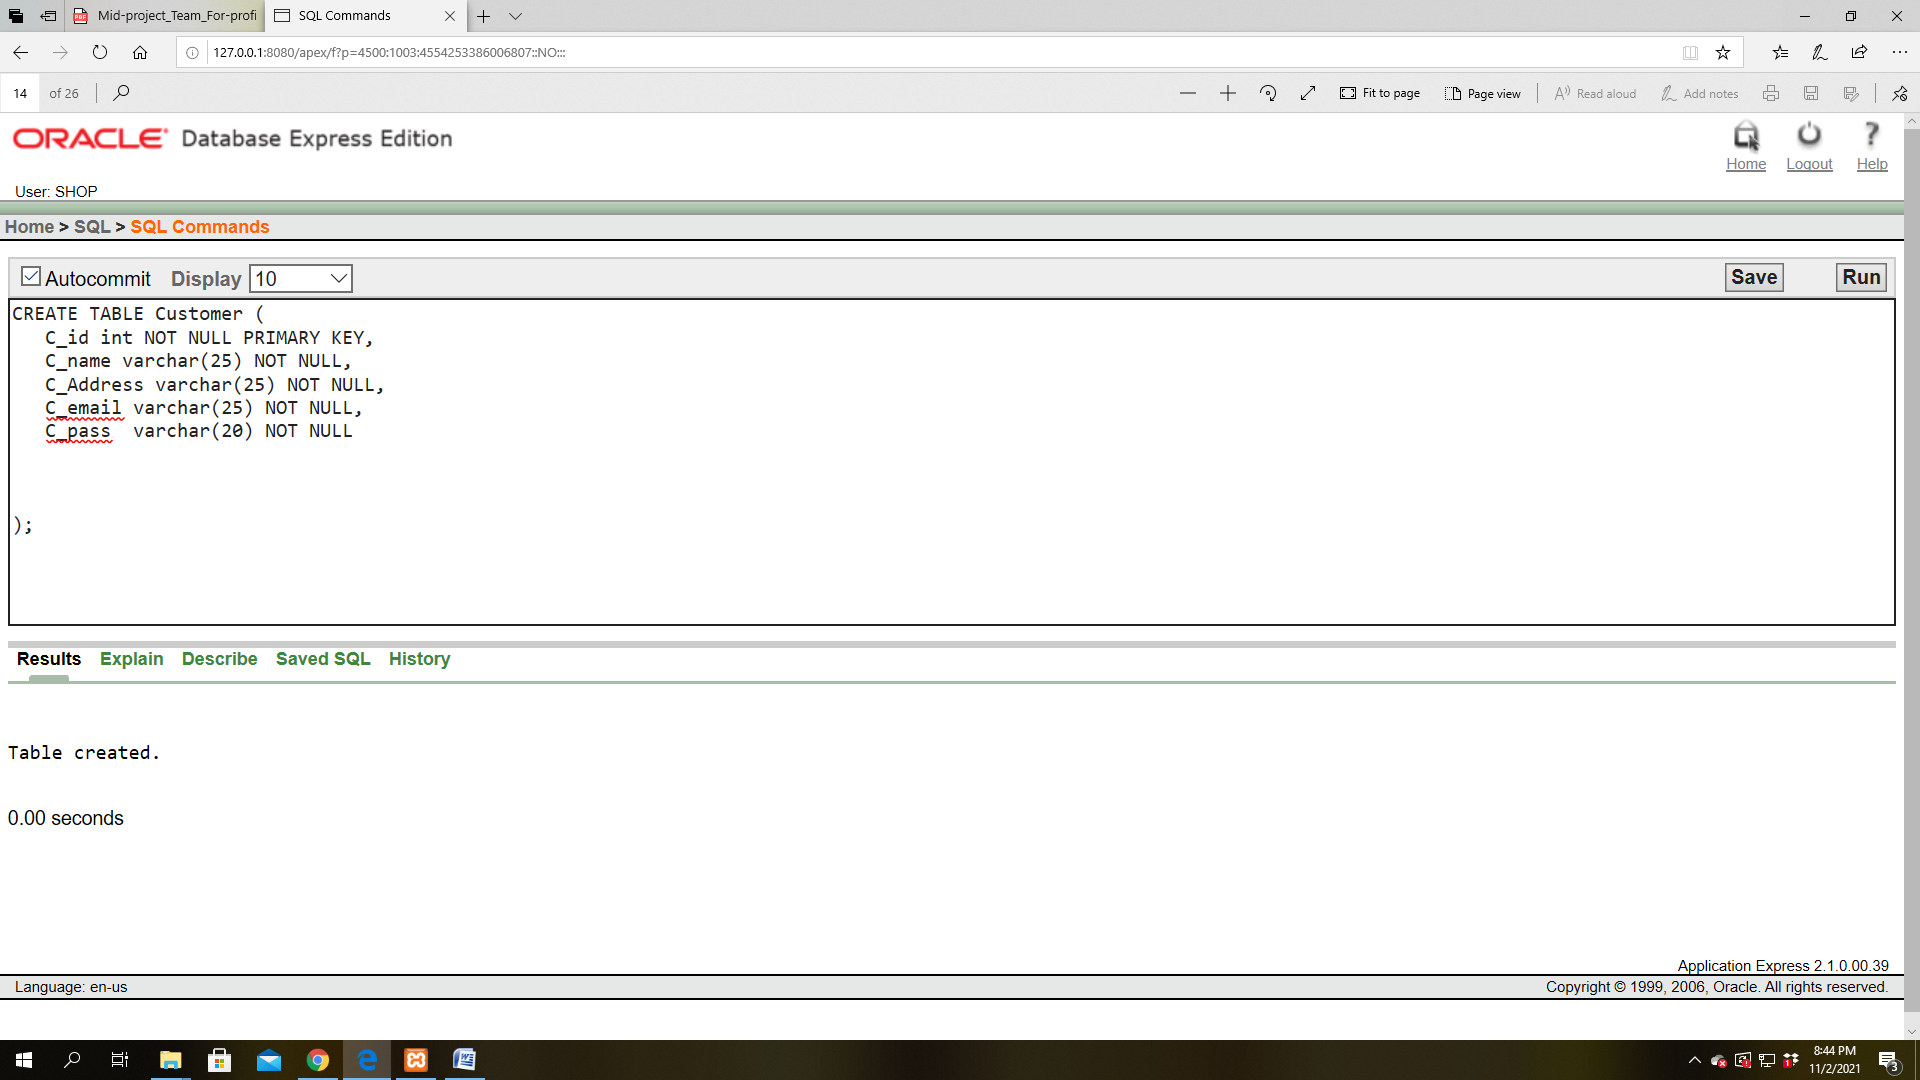 Mid-project_Team_For-profi
SQL Commands
127.0.0.1:8080/apex/f?p=4500:1003:4554253386006807::NO:::
14 of 26
Fit to page
Page view
Read aloud
Add notes
ORACLE Database Express Edition
Home Logout Help
User: SHOP
Home > SQL > SQL Commands
Autocommit Display 10
Save Run
CREATE TABLE Customer (
C_id int NOT NULL PRIMARY KEY,
C_name varchar(25) NOT NULL,
C_Address varchar(25) NOT NULL,
C_email varchar(25) NOT NULL,
C_pass  varchar(20) NOT NULL
);
Results Explain Describe Saved SQL History
Table created.
0.00 seconds
Application Express 2.1.0.00.39
Language: en-us
Copyright © 1999, 2006, Oracle. All rights reserved.
8:44 PM
11/2/2021
3